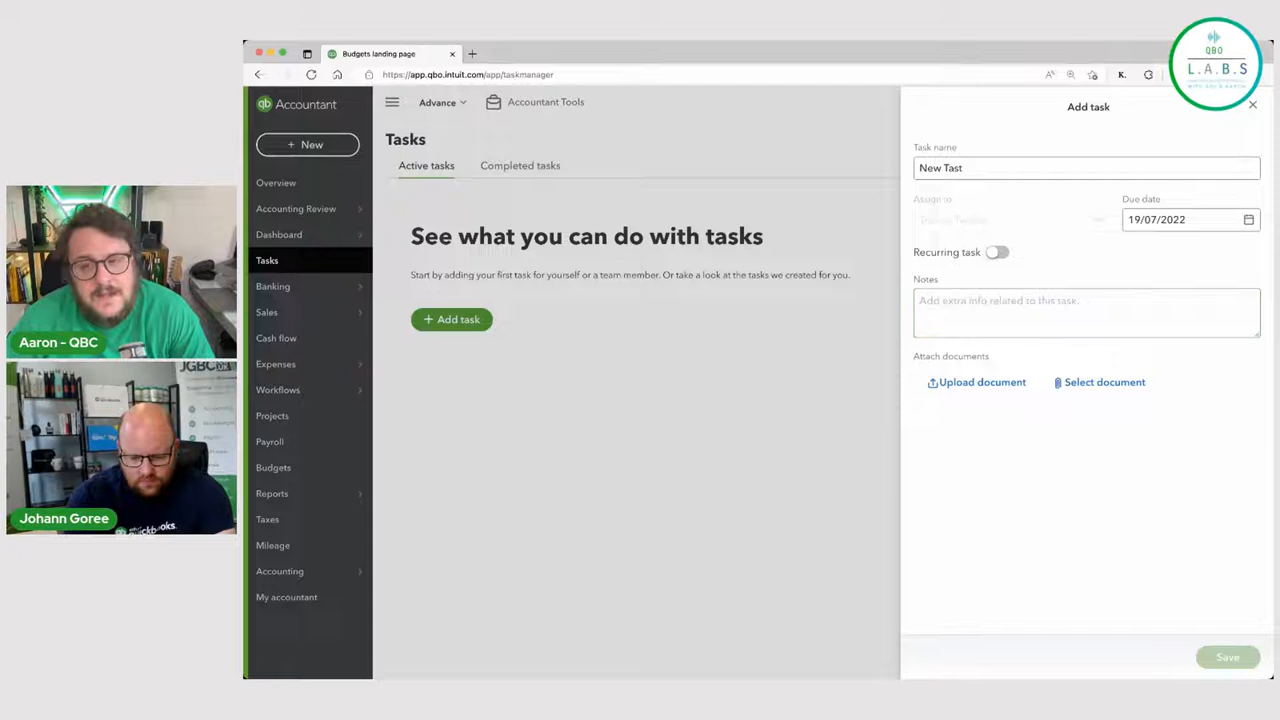 Budgets landing page
https://app.qbo.intuit.com/app/taskmanager
K.
QBO
L.A.B.S
qb Accountant
+ New
Overview
Accounting Review
Dashboard
Tasks
Banking
Sales
Cash flow
Expenses
Workflows
Projects
Payroll
Budgets
Reports
Taxes
Mileage
Accounting
My accountant
Advance
Accountant Tools
Tasks
Active tasks
Completed tasks
See what you can do with tasks
Start by adding your first task for yourself or a team member. Or take a look at the tasks we created for you.
+ Add task
Add task
Task name
New Tast
Assign to
Due date
19/07/2022
Recurring task
Notes
Add extra info related to this task.
Attach documents
Upload document
Select document
Save
Aaron - QBC
JGBC
Johann Goree
quickbooks.